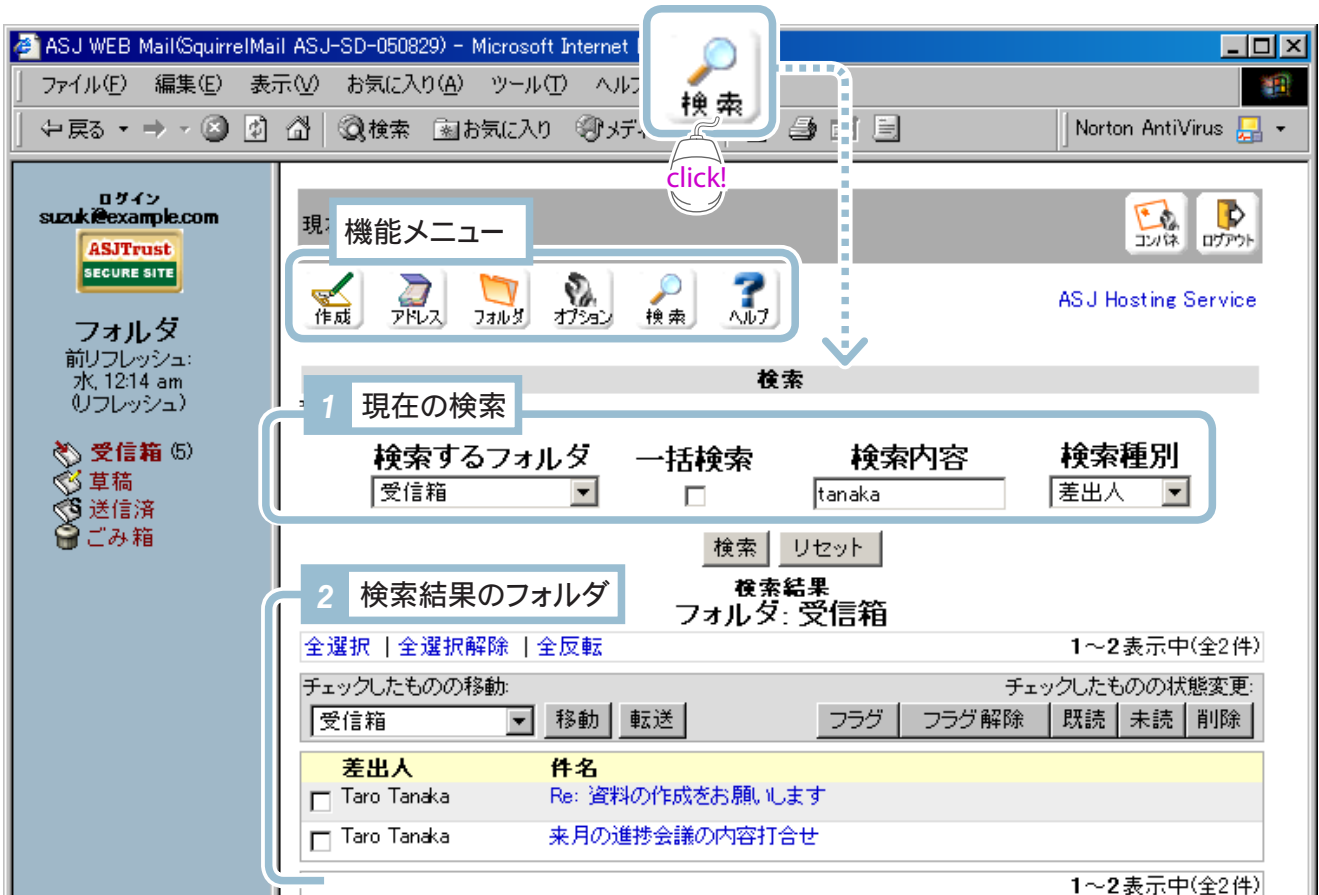 ASJ WEB Mail(SquirrelMail ASJ-SD-050829) - Microsoft Internet
検索
ファイル(F) 編集(E) 表示(V) お気に入り(A) ツール(T) ヘルプ
戻る 検索 お気に入り メディ
Norton AntiVirus
click!
ログイン
suzuki@example.com
ASJTrust
SECURE SITE
フォルダ
前リフレッシュ:
水, 12:14 am
(リフレッシュ)
受信箱 (5)
草稿
送信済
ごみ箱
現
機能メニュー
コンパネ ログアウト
作成 アドレス フォルダ オプション 検索 ヘルプ
ASJ Hosting Service
検索
1 現在の検索
検索するフォルダ 一括検索 検索内容 検索種別
受信箱 tanaka 差出人
検索 リセット
2 検索結果のフォルダ
検索結果
フォルダ: 受信箱
全選択 | 全選択解除 | 全反転 1～2表示中(全2件)
チェックしたものの移動: チェックしたものの状態変更:
受信箱 移動 転送 フラグ フラグ解除 既読 未読 削除
差出人 件名
Taro Tanaka Re: 資料の作成をお願いします
Taro Tanaka 来月の進捗会議の内容打合せ
1～2表示中(全2件)